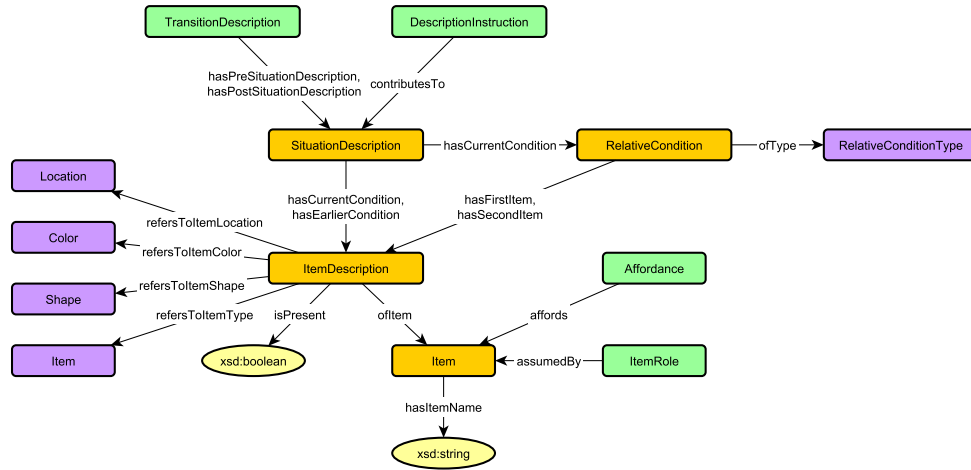 TransitionDescription
DescriptionInstruction
hasPreSituationDescription,
hasPostSituationDescription
contributesTo
SituationDescription
hasCurrentCondition
RelativeCondition
ofType
RelativeConditionType
Location
hasCurrentCondition,
hasEarlierCondition
hasFirstItem,
hasSecondItem
refersToItemLocation
Color
refersToItemColor
ItemDescription
Affordance
refersToItemShape
Shape
refersToItemType
isPresent
ofItem
affords
Item
xsd:boolean
Item
assumedBy
ItemRole
hasItemName
xsd:string